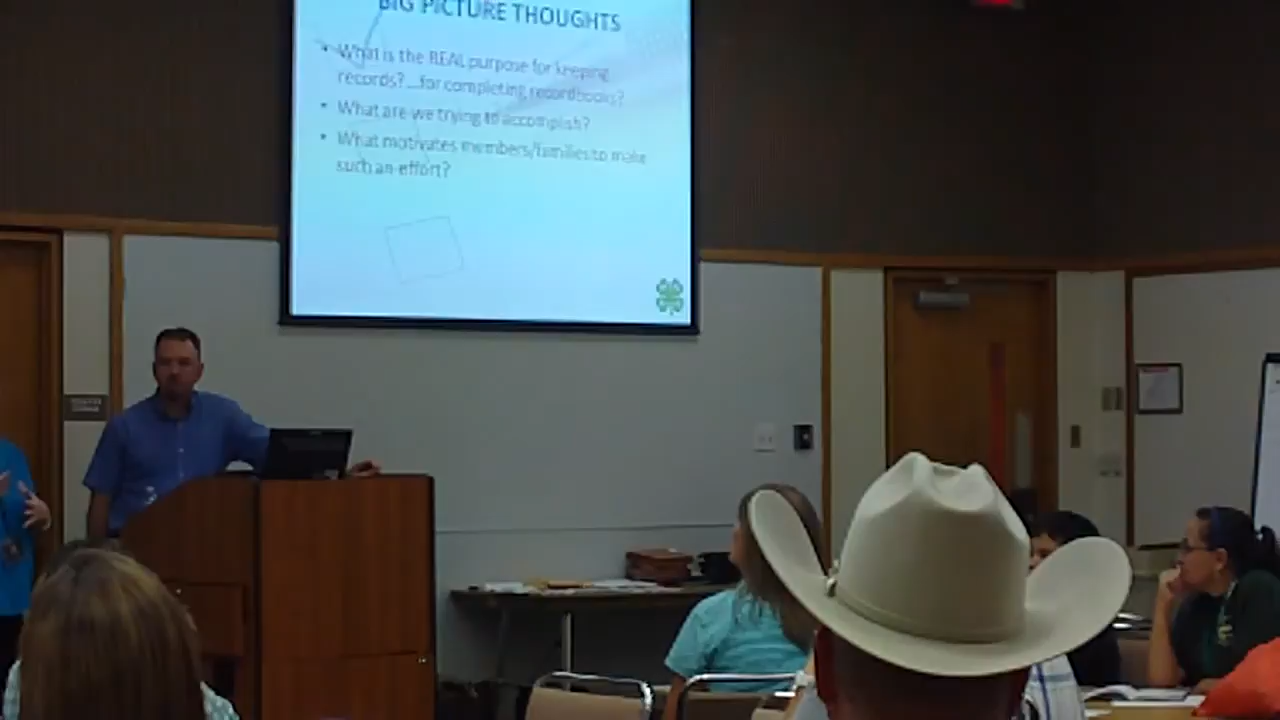 BIG PICTURE THOUGHTS
• What is the REAL purpose for keeping
records?...for completing recordbooks?
• What are we trying to accomplish?
• What motivates members/families to make
such an effort?